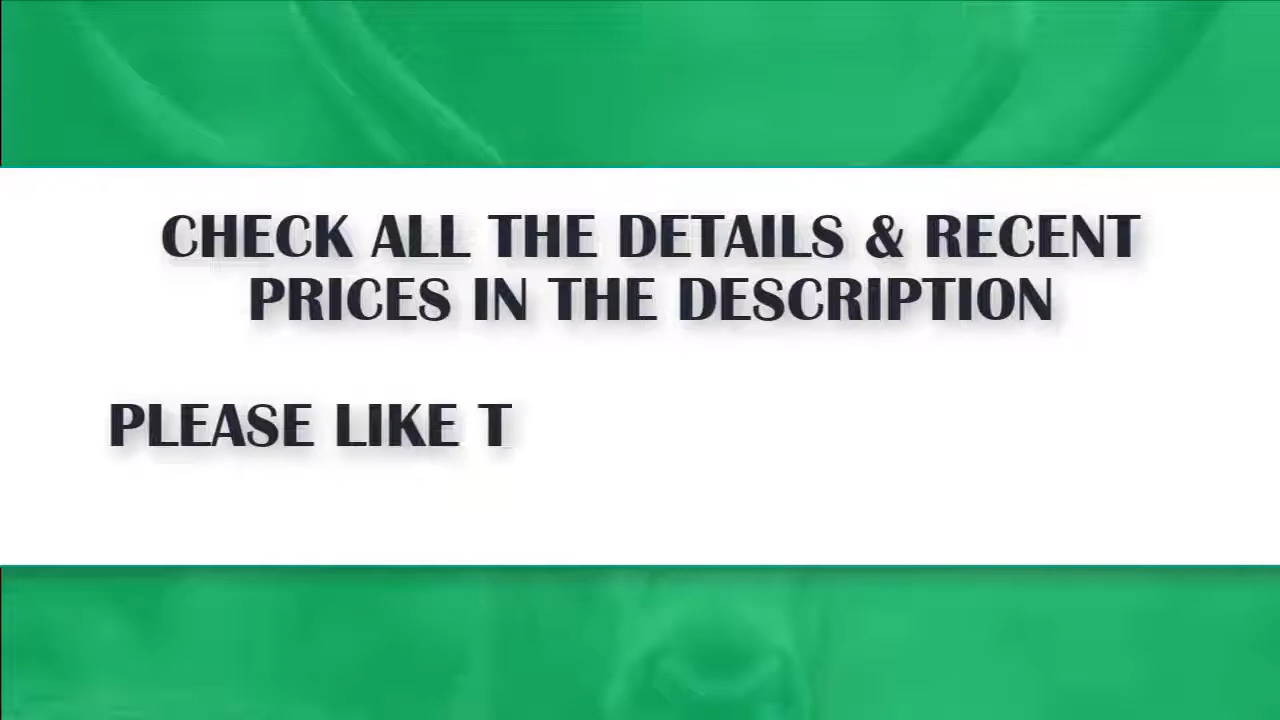 CHECK ALL THE DETAILS & RECENT
PRICES IN THE DESCRIPTION
PLEASE LIKE T